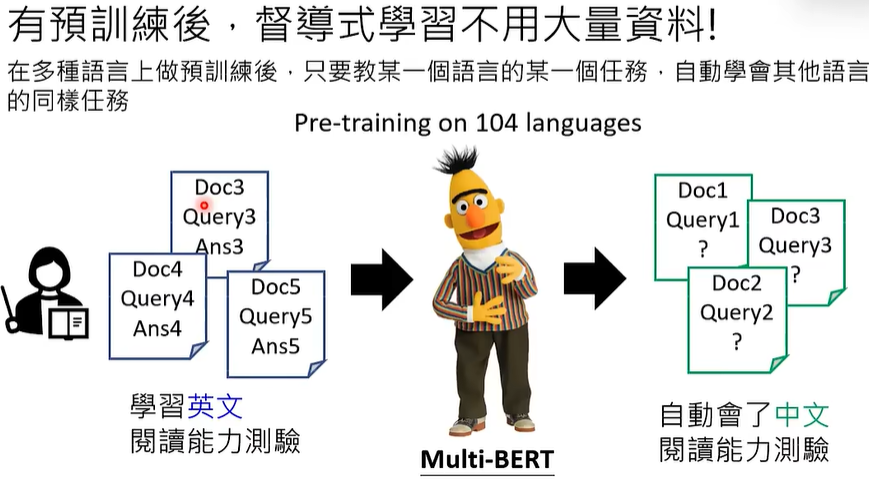 有預訓練後，督導式學習不用大量資料!
在多種語言上做預訓練後，只要教某一個語言的某一個任務，自動學會其他語言
的同樣任務
Pre-training on 104 languages
Doc3
Query3
Ans3
Doc4
Query4
Ans4
Doc5
Query5
Ans5
學習英文
閱讀能力測驗
Multi-BERT
Doc1
Query1
?
Doc3
Query3
?
Doc2
Query2
?
自動會了中文
閱讀能力測驗